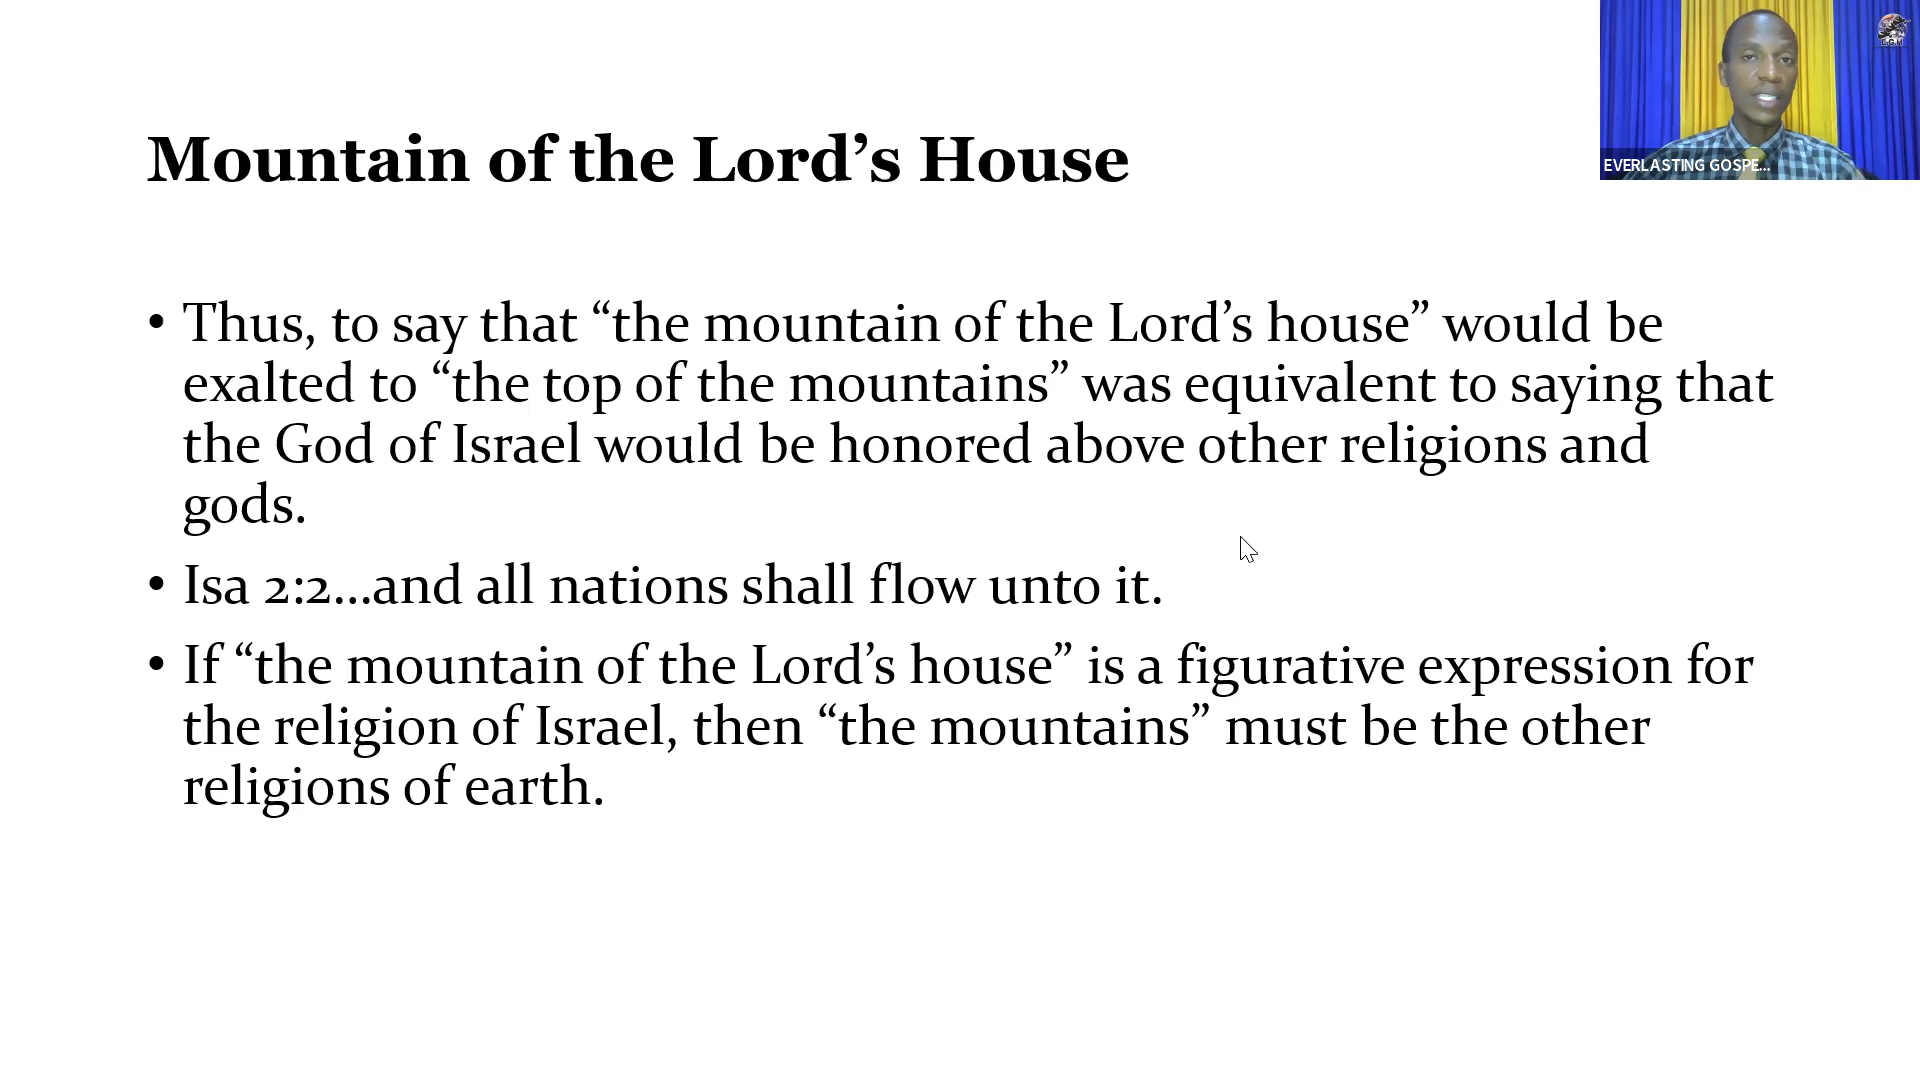 Mountain of the Lord’s House
EVERLASTING GOSPE...
• Thus, to say that “the mountain of the Lord’s house” would be
exalted to “the top of the mountains” was equivalent to saying that
the God of Israel would be honored above other religions and
gods.
• Isa 2:2…and all nations shall flow unto it.
• If “the mountain of the Lord’s house” is a figurative expression for
the religion of Israel, then “the mountains” must be the other
religions of earth.